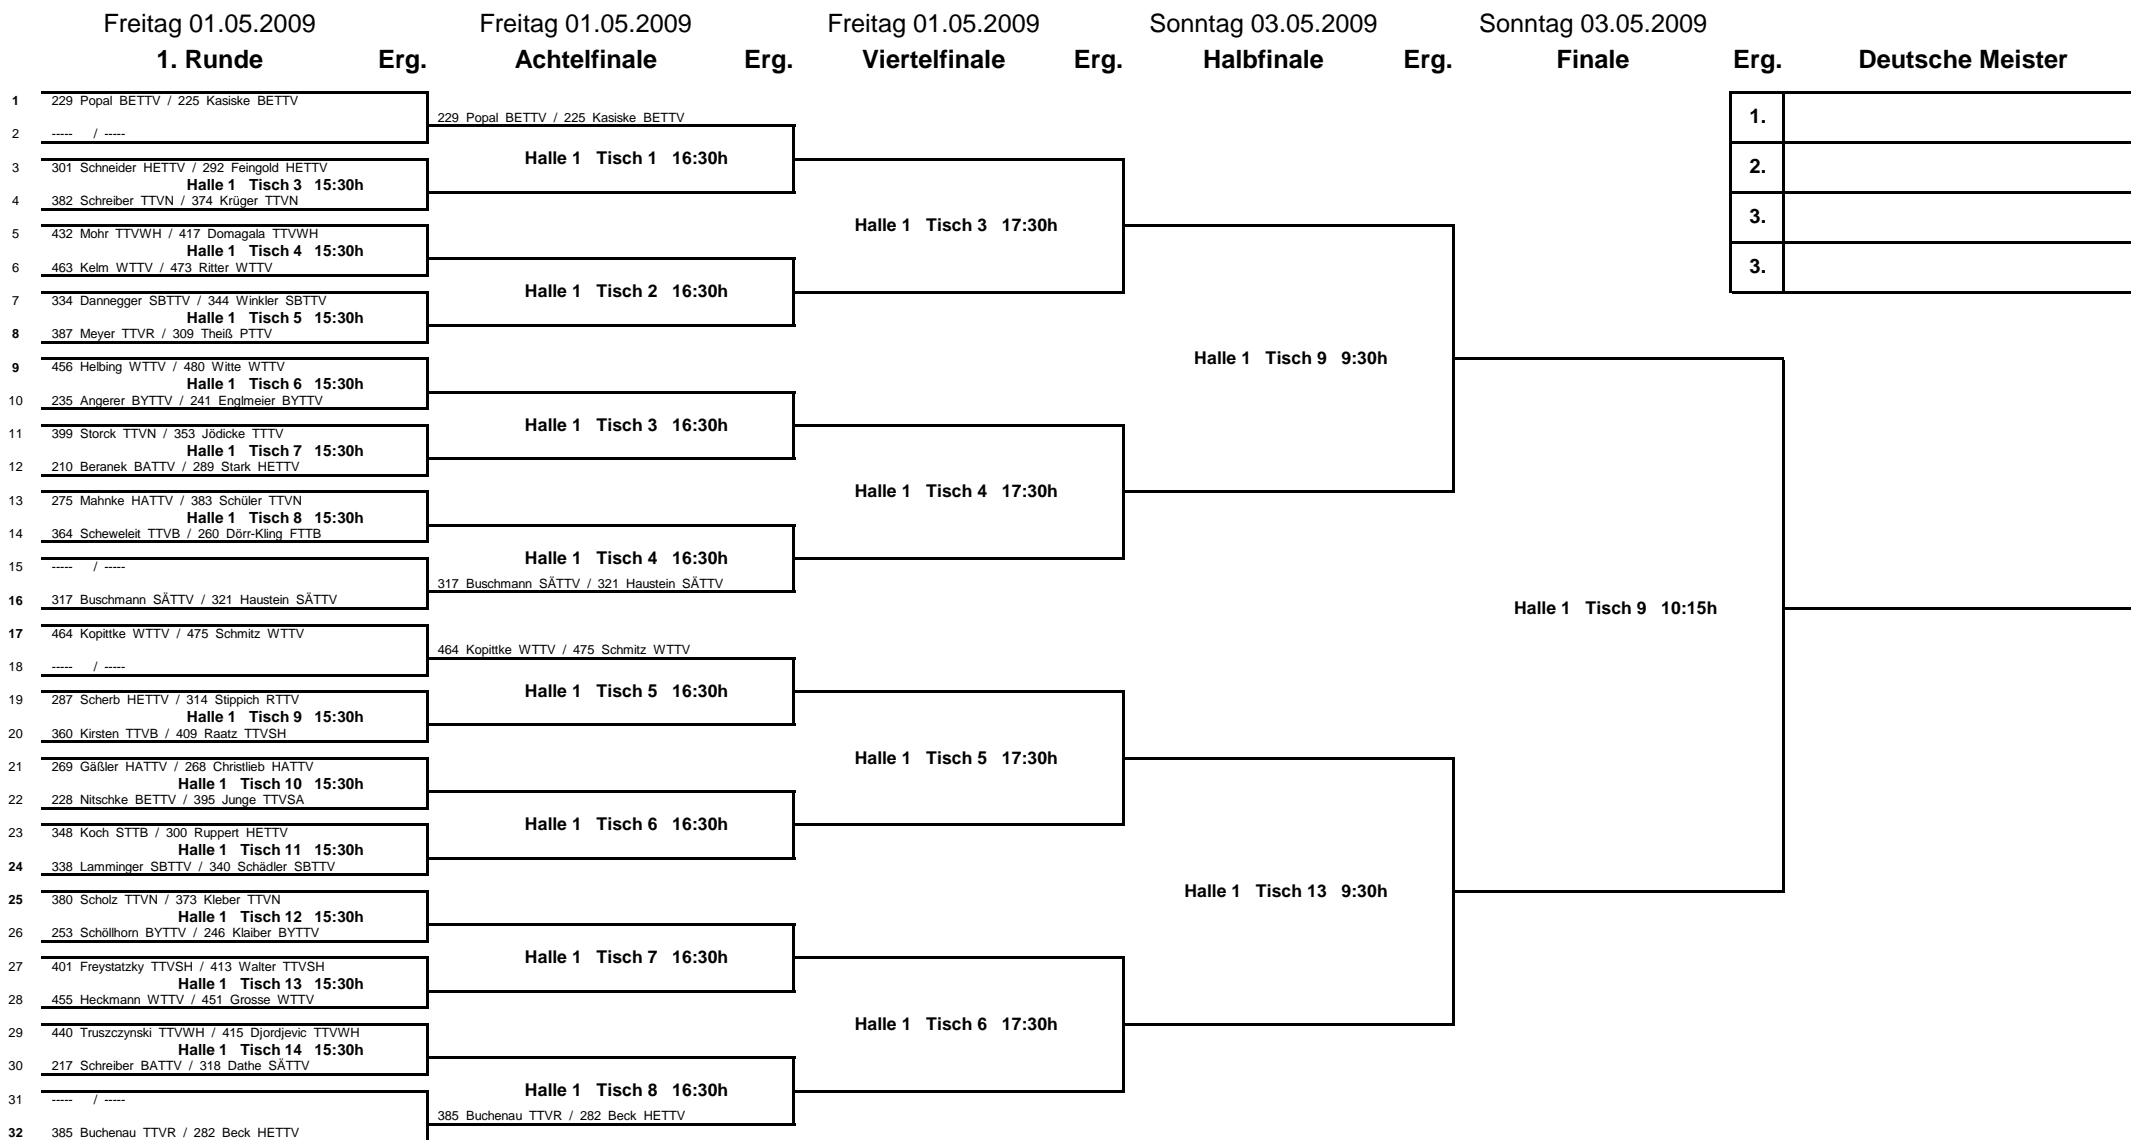 Freitag 01.05.2009 Freitag 01.05.2009 Freitag 01.05.2009 Sonntag 03.05.2009 Sonntag 03.05.2009
1. Runde Erg. Achtelfinale Erg. Viertelfinale Erg. Halbfinale Erg. Finale Erg. Deutsche Meister
1 229 Popal BETTV / 225 Kasiske BETTV
229 Popal BETTV / 225 Kasiske BETTV 1.
2 ----- / -----
Halle 1 Tisch 1 16:30h
3 301 Schneider HETTV / 292 Feingold HETTV 2.
Halle 1 Tisch 3 15:30h
4 382 Schreiber TTVN / 374 Krüger TTVN
3.
Halle 1 Tisch 3 17:30h
5 432 Mohr TTVWH / 417 Domagala TTVWH
Halle 1 Tisch 4 15:30h
6 463 Kelm WTTV / 473 Ritter WTTV 3.
Halle 1 Tisch 2 16:30h
7 334 Dannegger SBTTV / 344 Winkler SBTTV
Halle 1 Tisch 5 15:30h
8 387 Meyer TTVR / 309 Theiß PTTV
Halle 1 Tisch 9 9:30h
9 456 Helbing WTTV / 480 Witte WTTV
Halle 1 Tisch 6 15:30h
10 235 Angerer BYTTV / 241 Englmeier BYTTV
Halle 1 Tisch 3 16:30h
11 399 Storck TTVN / 353 Jödicke TTTV
Halle 1 Tisch 7 15:30h
12 210 Beranek BATTV / 289 Stark HETTV
Halle 1 Tisch 4 17:30h
13 275 Mahnke HATTV / 383 Schüler TTVN
Halle 1 Tisch 8 15:30h
14 364 Scheweleit TTVB / 260 Dörr-Kling FTTB
Halle 1 Tisch 4 16:30h
15 ----- / -----
317 Buschmann SÄTTV / 321 Haustein SÄTTV
16 317 Buschmann SÄTTV / 321 Haustein SÄTTV
Halle 1 Tisch 9 10:15h
17 464 Kopittke WTTV / 475 Schmitz WTTV
464 Kopittke WTTV / 475 Schmitz WTTV
18 ----- / -----
Halle 1 Tisch 5 16:30h
19 287 Scherb HETTV / 314 Stippich RTTV
Halle 1 Tisch 9 15:30h
20 360 Kirsten TTVB / 409 Raatz TTVSH
Halle 1 Tisch 5 17:30h
21 269 Gäßler HATTV / 268 Christlieb HATTV
Halle 1 Tisch 10 15:30h
22 228 Nitschke BETTV / 395 Junge TTVSA
Halle 1 Tisch 6 16:30h
23 348 Koch STTB / 300 Ruppert HETTV
Halle 1 Tisch 11 15:30h
24 338 Lamminger SBTTV / 340 Schädler SBTTV
Halle 1 Tisch 13 9:30h
25 380 Scholz TTVN / 373 Kleber TTVN
Halle 1 Tisch 12 15:30h
26 253 Schöllhorn BYTTV / 246 Klaiber BYTTV
Halle 1 Tisch 7 16:30h
27 401 Freystatzky TTVSH / 413 Walter TTVSH
Halle 1 Tisch 13 15:30h
28 455 Heckmann WTTV / 451 Grosse WTTV
Halle 1 Tisch 6 17:30h
29 440 Truszczynski TTVWH / 415 Djordjevic TTVWH
Halle 1 Tisch 14 15:30h
30 217 Schreiber BATTV / 318 Dathe SÄTTV
Halle 1 Tisch 8 16:30h
31 ----- / -----
385 Buchenau TTVR / 282 Beck HETTV
32 385 Buchenau TTVR / 282 Beck HETTV